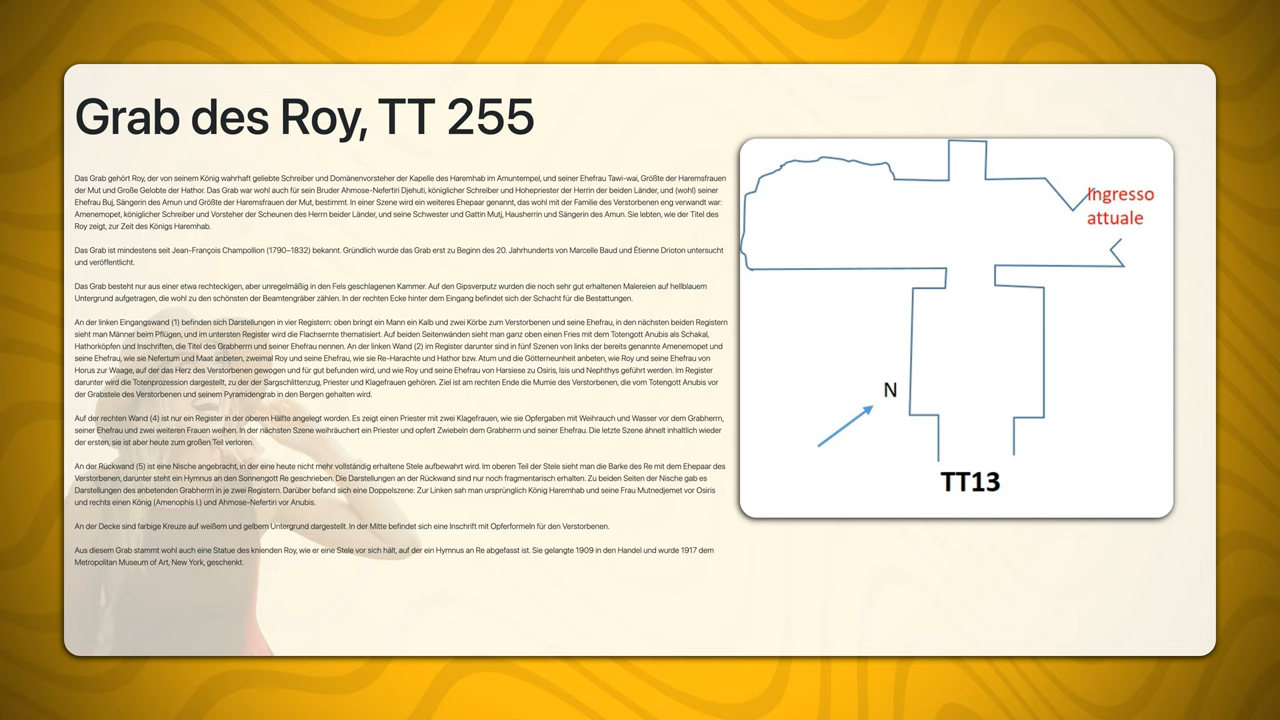 Grab des Roy, TT 255
Das Grab gehört Roy, der von seinem König wahrhaft geliebte Schreiber und Domänenvorsteher der Kapelle des Haremhab im Amuntempel, und seiner Ehefrau Tawi-wai, Größte der Haremsfrauen
der Mut und Große Gelobte der Hathor. Das Grab war wohl auch für sein Bruder Ahmose-Nefertiri Djehuti, königlicher Schreiber und Hohepriester der Herrin der beiden Länder, und (wohl) seiner
Ehefrau Buj, Sängerin des Amun und Größte der Haremsfrauen der Mut, bestimmt. In einer Szene wird ein weiteres Ehepaar genannt, das wohl mit der Familie des Verstorbenen eng verwandt war:
Amenemopet, königlicher Schreiber und Vorsteher der Scheunen des Herrn beider Länder, und seine Schwester und Gattin Mutj, Hausherrin und Sängerin des Amun. Sie lebten, wie der Titel des
Roy zeigt, zur Zeit des Königs Haremhab.
Das Grab ist mindestens seit Jean-François Champollion (1790–1832) bekannt. Gründlich wurde das Grab erst zu Beginn des 20. Jahrhunderts von Marcelle Baud und Étienne Drioton untersucht
und veröffentlicht.
Das Grab besteht nur aus einer etwa rechteckigen, aber unregelmäßig in den Fels geschlagenen Kammer. Auf den Gipsverputz wurden die noch sehr gut erhaltenen Malereien auf hellblauem
Untergrund aufgetragen, die wohl zu den schönsten der Beamtengräber zählen. In der rechten Ecke hinter dem Eingang befindet sich der Schacht für die Bestattungen.
An der linken Eingangswand (1) befinden sich Darstellungen in vier Registern: oben bringt ein Mann ein Kalb und zwei Körbe zum Verstorbenen und seine Ehefrau, in den nächsten beiden Registern
sieht man Männer beim Pflügen, und im untersten Register wird die Flachsernte thematisiert. Auf beiden Seitenwänden sieht man ganz oben einen Fries mit dem Totengott Anubis als Schakal,
Hathorköpfen und Inschriften, die Titel des Grabherrn und seiner Ehefrau nennen. An der linken Wand (2) im Register darunter sind in fünf Szenen von links der bereits genannte Amenemopet und
seine Ehefrau, wie sie Nefertum und Maat anbeten, zweimal Roy und seine Ehefrau, wie sie Re-Harachte und Hathor bzw. Atum und die Götterneunheit anbeten, wie Roy und seine Ehefrau von
Horus zur Waage, auf der das Herz des Verstorbenen gewogen und für gut befunden wird, und wie Roy und seine Ehefrau von Harsiese zu Osiris, Isis und Nephthys geführt werden. Im Register
darunter wird die Totenprozession dargestellt, zu der der Sargschlittenzug, Priester und Klagefrauen gehören. Ziel ist am rechten Ende die Mumie des Verstorbenen, die vom Totengott Anubis vor
der Grabstele des Verstorbenen und seinem Pyramidengrab in den Bergen gehalten wird.
Auf der rechten Wand (4) ist nur ein Register in der oberen Hälfte angelegt worden. Es zeigt einen Priester mit zwei Klagefrauen, wie sie Opfergaben mit Weihrauch und Wasser vor dem Grabherrn,
seiner Ehefrau und zwei weiteren Frauen weihen. In der nächsten Szene weihräuchert ein Priester und opfert Zwiebeln dem Grabherrn und seiner Ehefrau. Die letzte Szene ähnelt inhaltlich wieder
der ersten, sie ist aber heute zum großen Teil verloren.
An der Rückwand (5) ist eine Nische angebracht, in der eine heute nicht mehr vollständig erhaltene Stele aufbewahrt wird. Im oberen Teil der Stele sieht man die Barke des Re mit dem Ehepaar des
Verstorbenen, darunter steht ein Hymnus an den Sonnengott Re geschrieben. Die Darstellungen an der Rückwand sind nur noch fragmentarisch erhalten. Zu beiden Seiten der Nische gab es
Darstellungen des anbetenden Grabherrn in je zwei Registern. Darüber befand sich eine Doppelszene: Zur Linken sah man ursprünglich König Haremhab und seine Frau Mutnedjemet vor Osiris
und rechts einen König (Amenophis I.) und Ahmose-Nefertiri vor Anubis.
An der Decke sind farbige Kreuze auf weißem und gelbem Untergrund dargestellt. In der Mitte befindet sich eine Inschrift mit Opferformeln für den Verstorbenen.
Aus diesem Grab stammt wohl auch eine Statue des knienden Roy, wie er eine Stele vor sich hält, auf der ein Hymnus an Re abgefasst ist. Sie gelangte 1909 in den Handel und wurde 1917 dem
Metropolitan Museum of Art, New York, geschenkt.
Ingresso
attuale
N
TT13